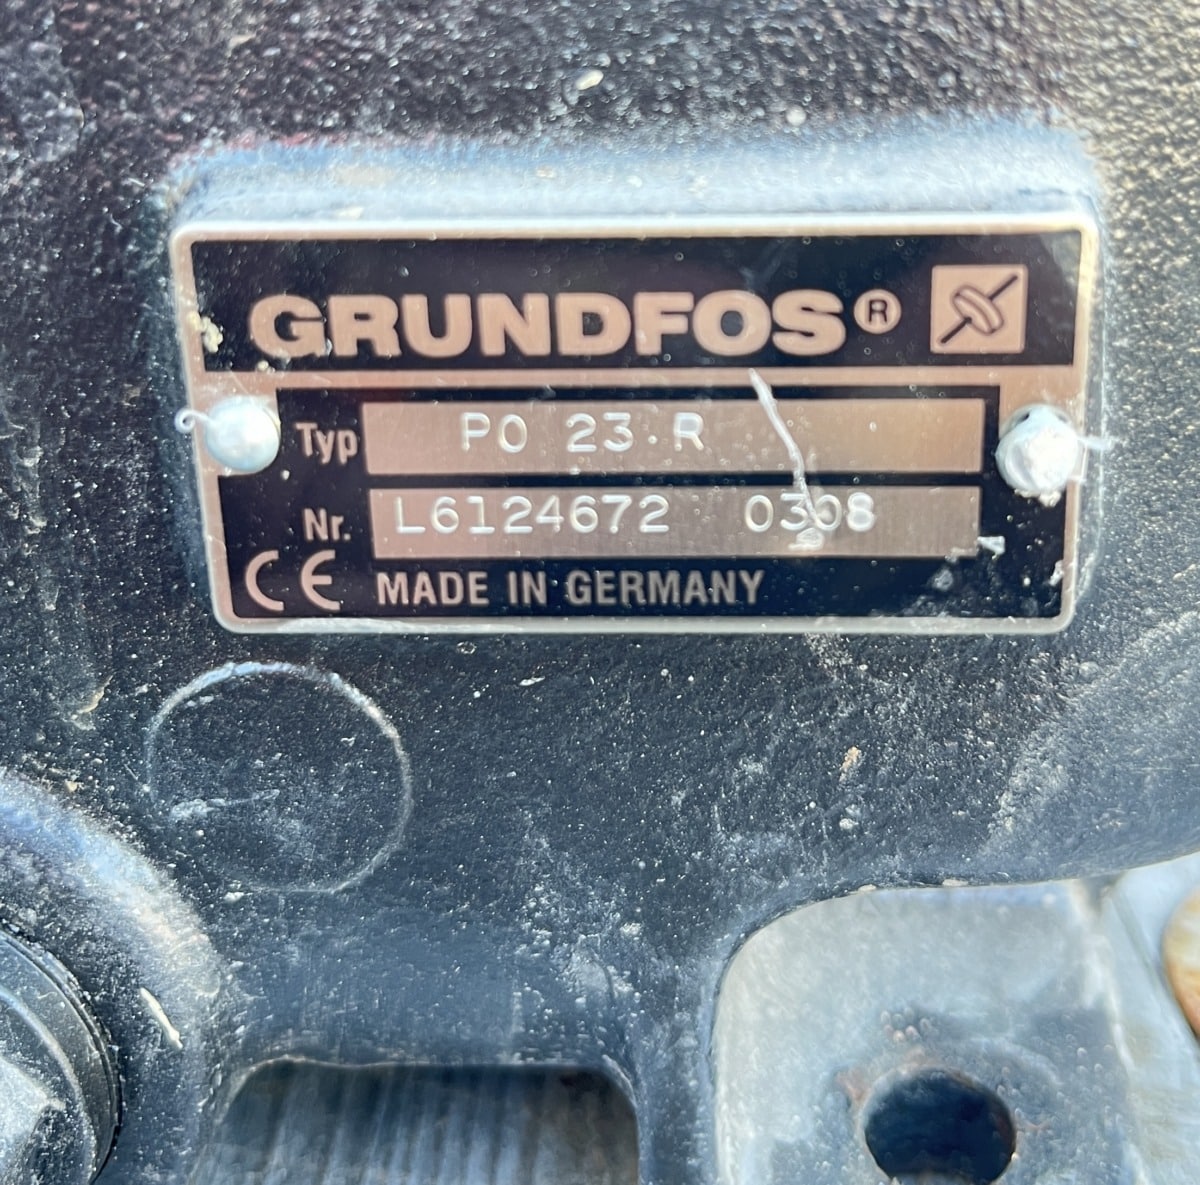 GRUNDFOS®
Typ PO 23.R
Nr. L6124672 0308
CE MADE IN GERMANY